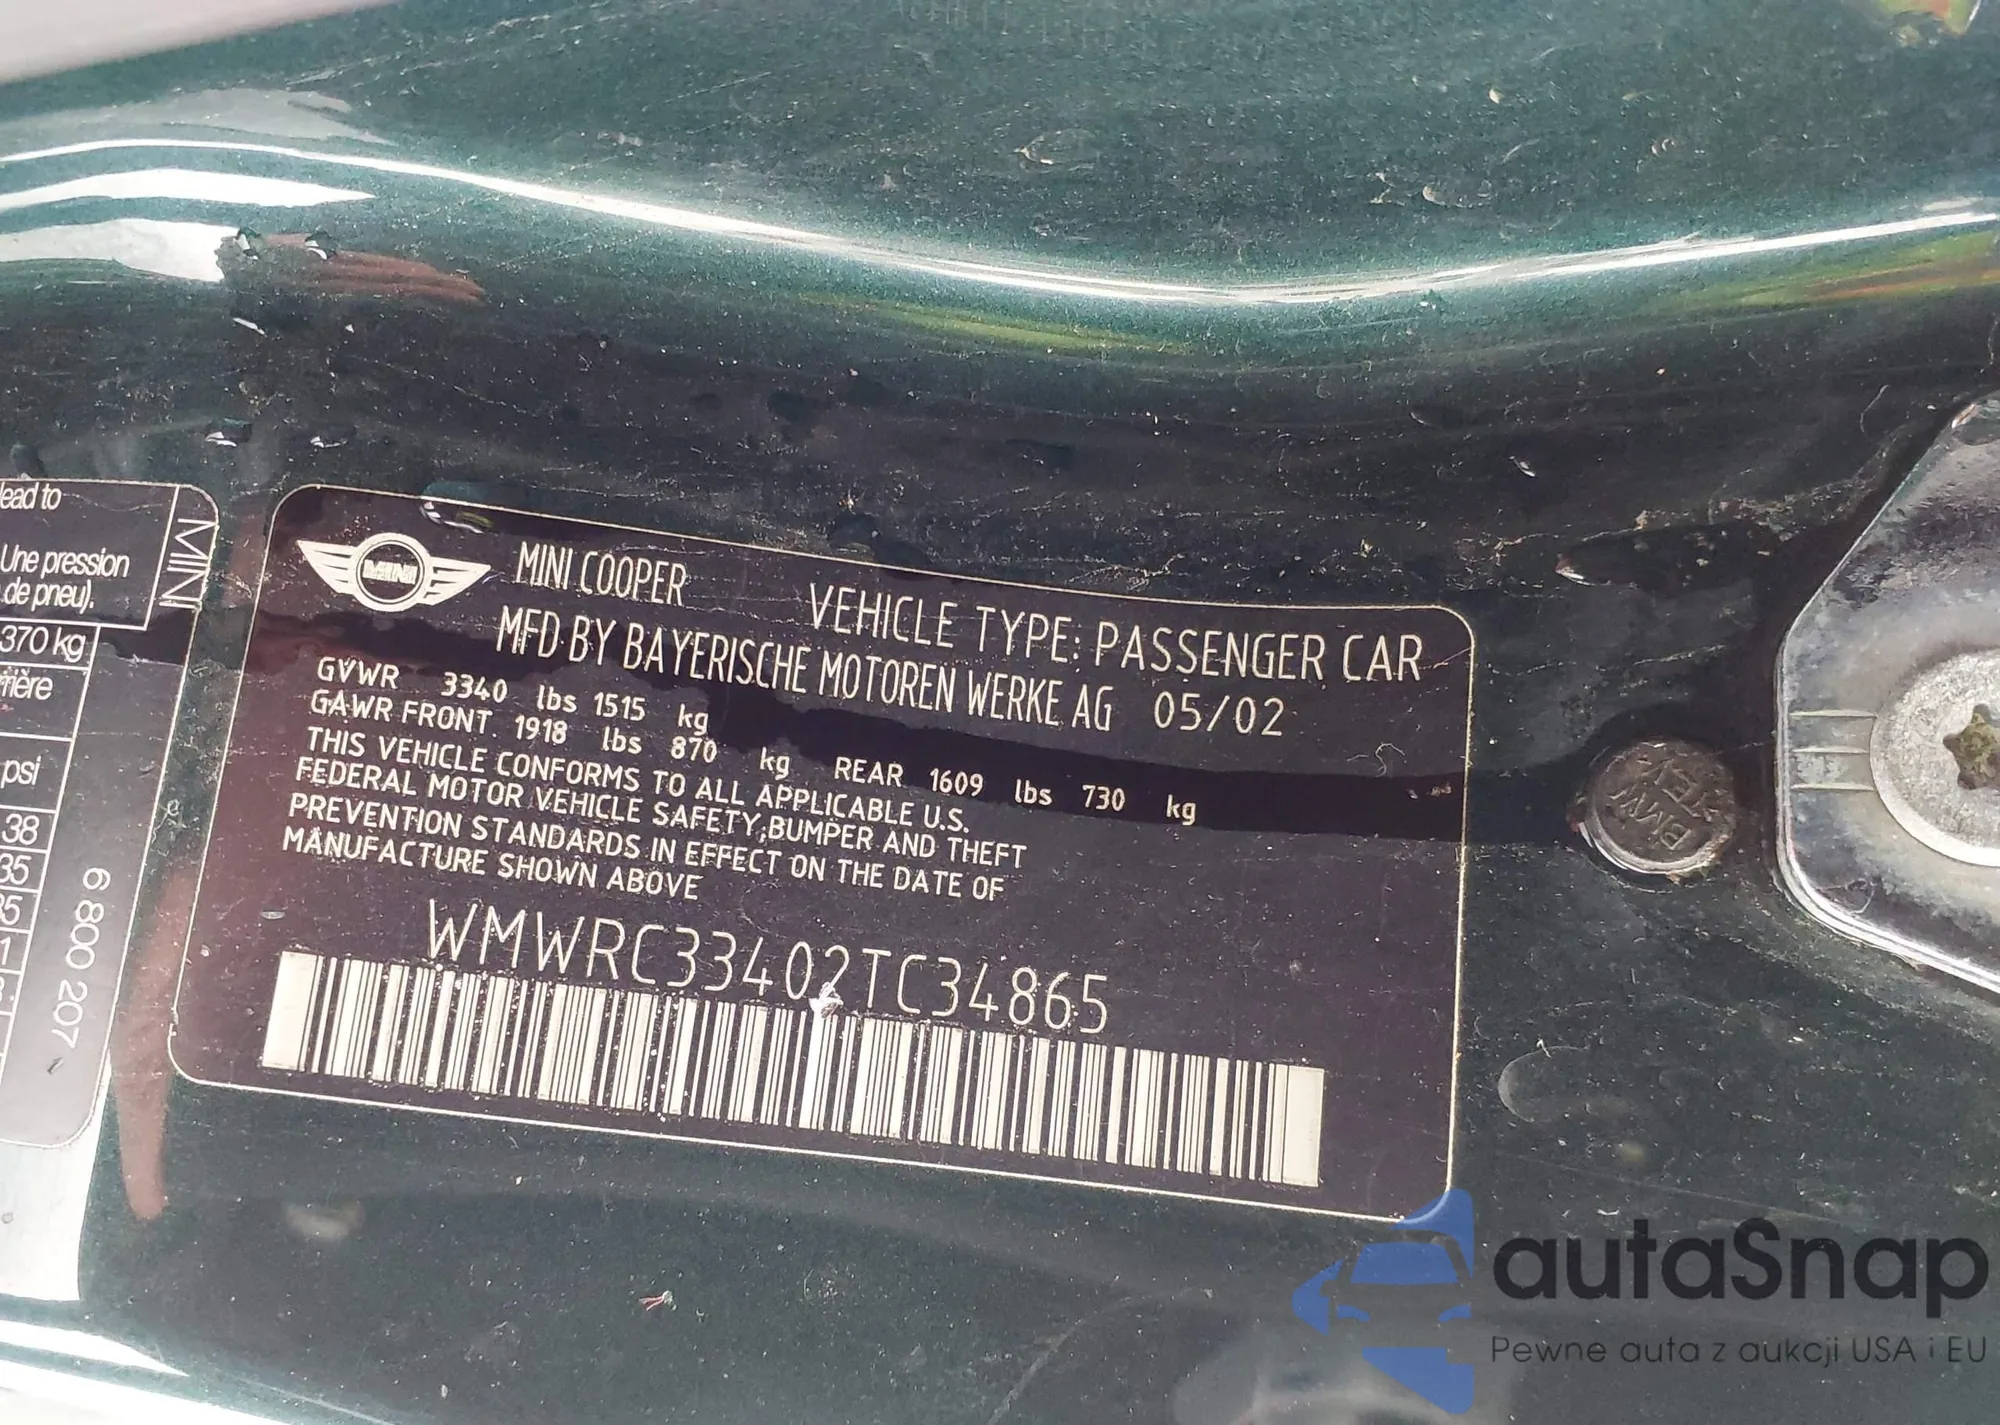 lead to
Une pression
de pneu).
370 kg
psi
38
35
35
1
MINI
6 800 207
MINI
MINI COOPER VEHICLE TYPE: PASSENGER CAR
MFD BY BAYERISCHE MOTOREN WERKE AG 05/02
GVWR 3340 lbs 1515 kg
GAWR FRONT. 1918 lbs 870 kg REAR 1609 lbs 730 kg
THIS VEHICLE CONFORMS TO ALL APPLICABLE U.S.
FEDERAL MOTOR VEHICLE SAFETY,BUMPER AND THEFT
PREVENTION STANDARDS IN EFFECT ON THE DATE OF
MANUFACTURE SHOWN ABOVE
WMWRC33402TC34865
BMW
autaSnap
Pewne auta z aukcji USA i EU